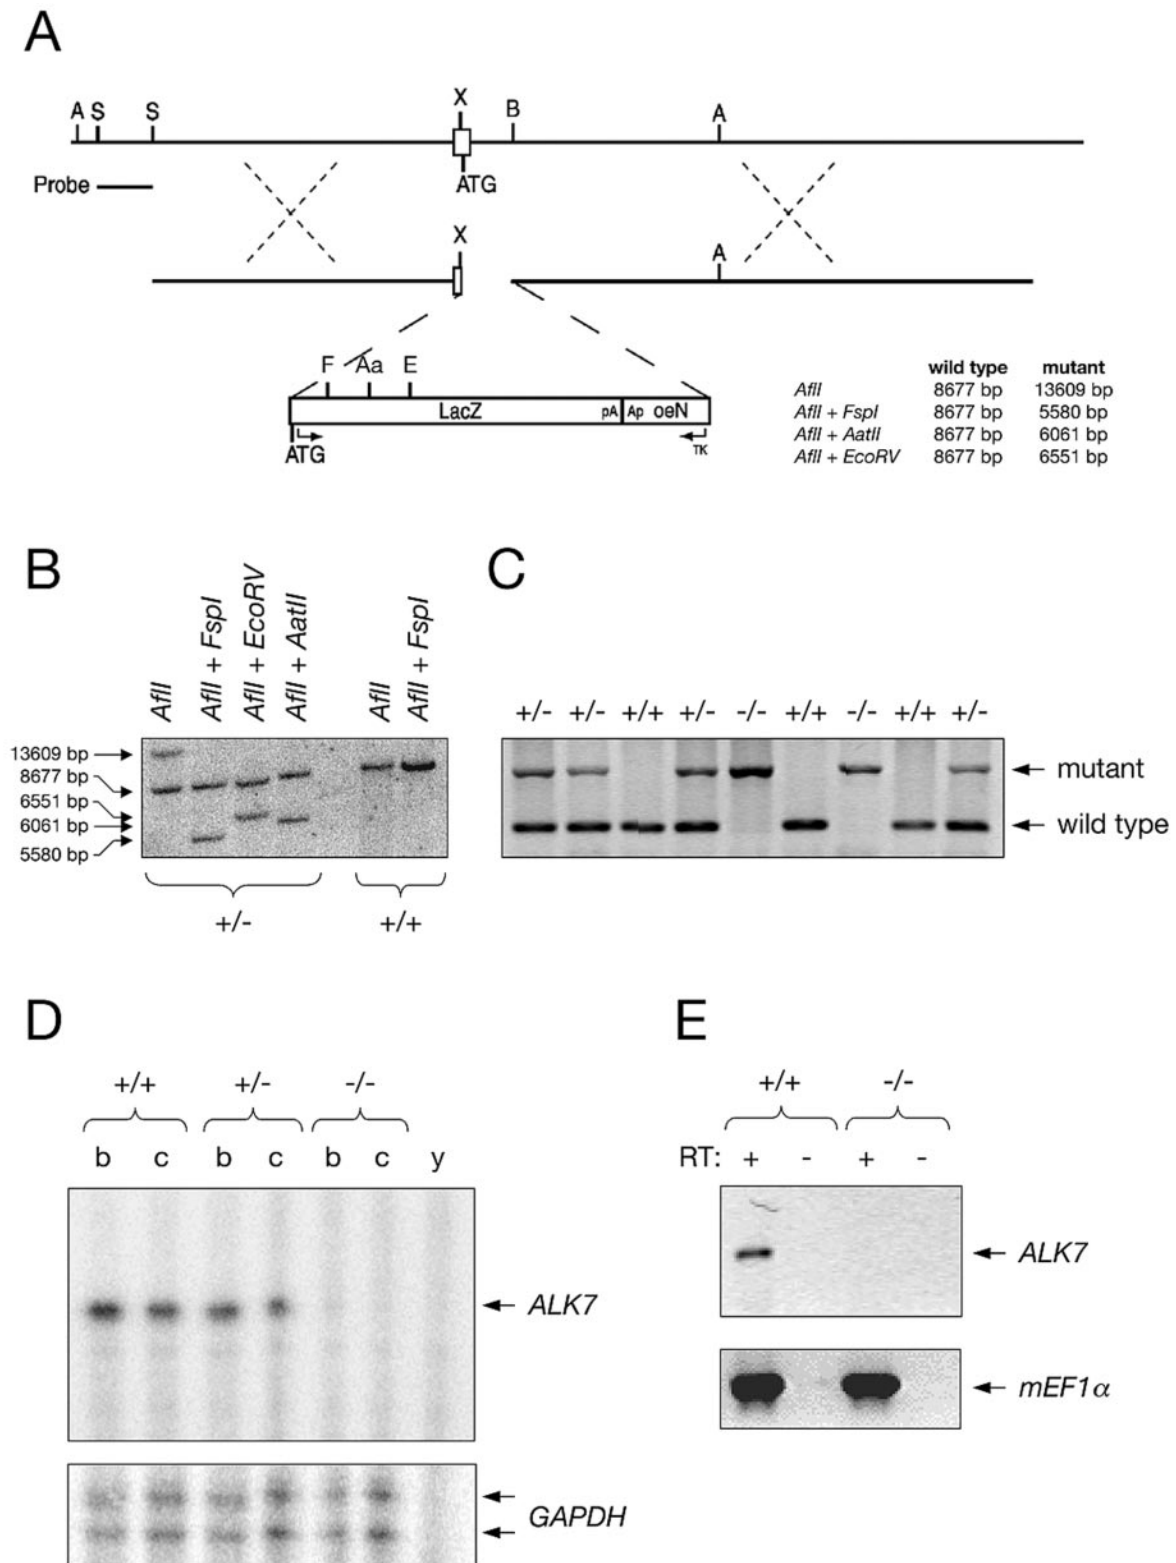 A
A S S X B A
Probe
ATG
X A
F Aa E
LacZ pA Ap oeN
ATG TK
wild type mutant
AflI 8677 bp 13609 bp
AflI + FspI 8677 bp 5580 bp
AflI + AatII 8677 bp 6061 bp
AflI + EcoRV 8677 bp 6551 bp
B
AflI
AflI + FspI
AflI + EcoRV
AflI + AatII
AflI
AflI + FspI
13609 bp
8677 bp
6551 bp
6061 bp
5580 bp
+/- +/+
C
+/- +/- +/+ +/- -/- +/+ -/- +/+ +/-
mutant
wild type
D
+/+ +/- -/-
b c b c b c y
ALK7
GAPDH
E
+/+ -/-
RT: + - + -
ALK7
mEF1α